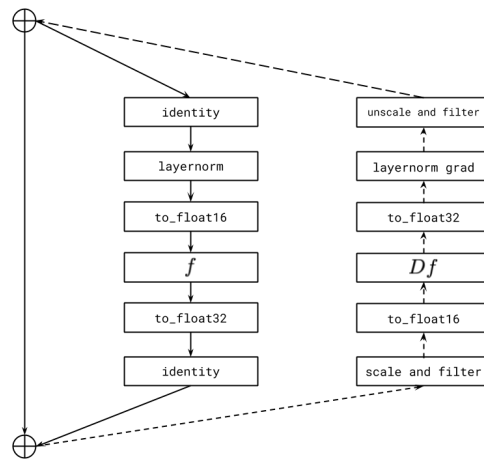 identity
layernorm
to_float16
f
to_float32
identity
unscale and filter
layernorm grad
to_float32
Df
to_float16
scale and filter